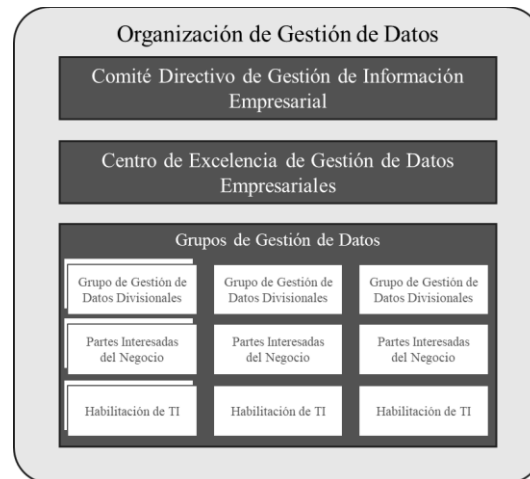 Organización de Gestión de Datos
Comité Directivo de Gestión de Información
Empresarial
Centro de Excelencia de Gestión de Datos
Empresariales
Grupos de Gestión de Datos
Grupo de Gestión de
Datos Divisionales
Grupo de Gestión de
Datos Divisionales
Grupo de Gestión de
Datos Divisionales
Partes Interesadas
del Negocio
Partes Interesadas
del Negocio
Partes Interesadas
del Negocio
Habilitación de TI
Habilitación de TI
Habilitación de TI